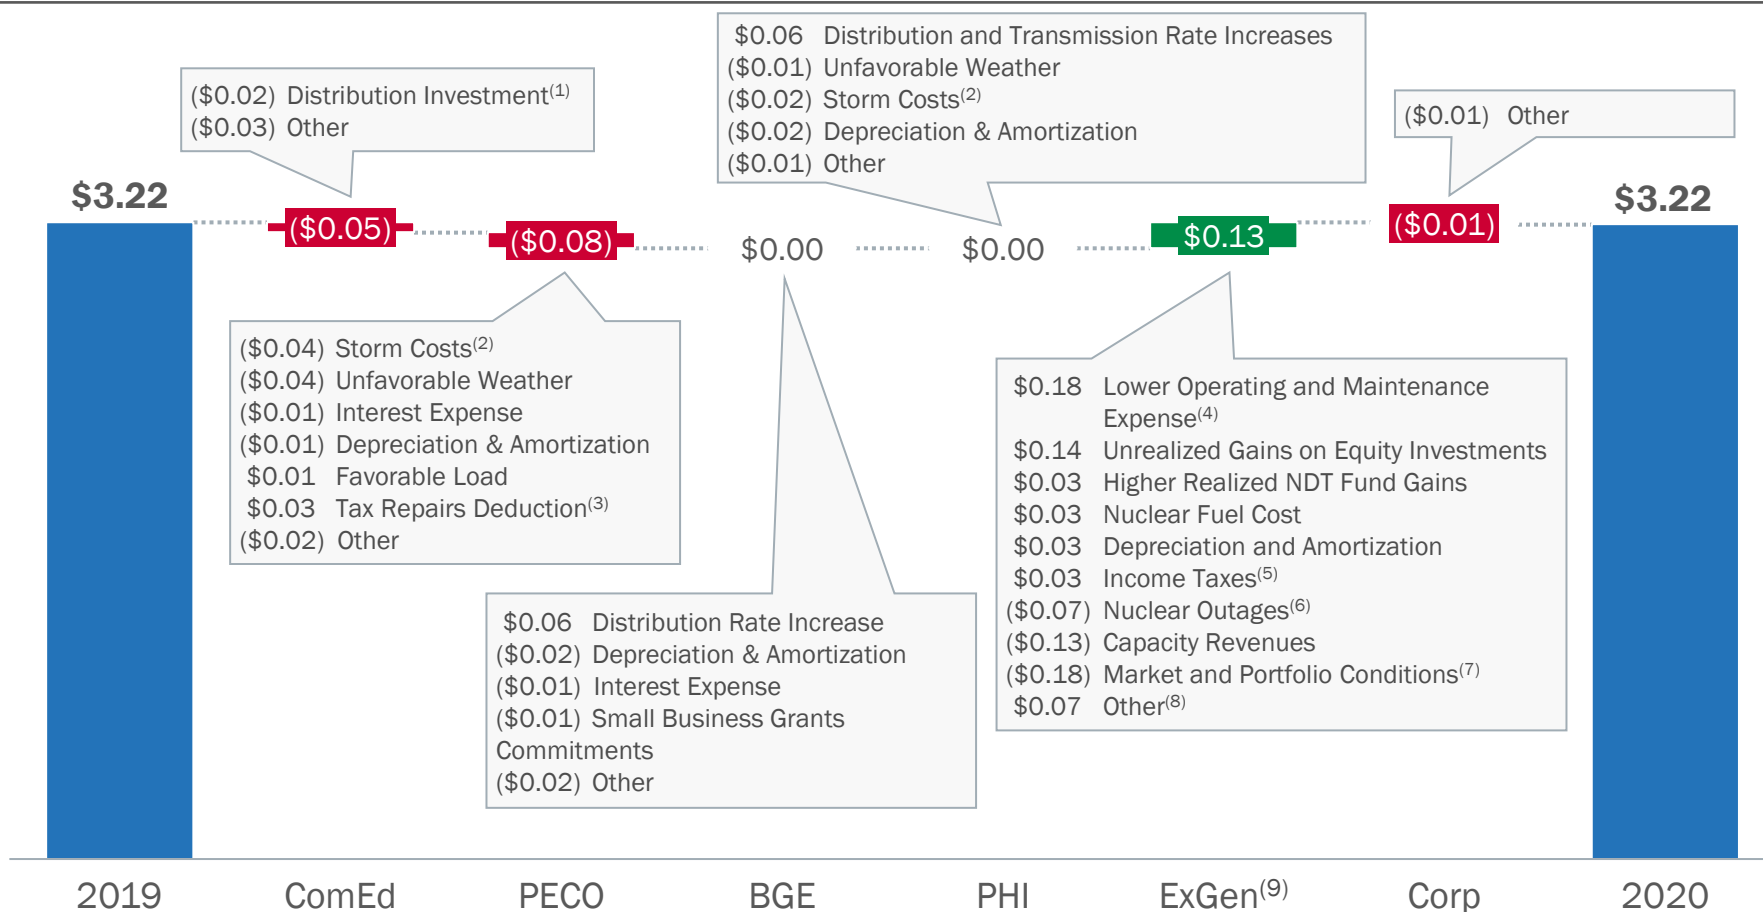 $0.06 Distribution and Transmission Rate Increases
($0.01) Unfavorable Weather
($0.02) Storm Costs(2)
($0.02) Depreciation & Amortization
($0.01) Other
($0.02) Distribution Investment(1)
($0.03) Other
($0.01) Other
$3.22
($0.05)
($0.08)
$0.00
$0.00
$0.13
($0.01)
$3.22
($0.04) Storm Costs(2)
($0.04) Unfavorable Weather
($0.01) Interest Expense
($0.01) Depreciation & Amortization
$0.01 Favorable Load
$0.03 Tax Repairs Deduction(3)
($0.02) Other
$0.18 Lower Operating and Maintenance
Expense(4)
$0.14 Unrealized Gains on Equity Investments
$0.03 Higher Realized NDT Fund Gains
$0.03 Nuclear Fuel Cost
$0.03 Depreciation and Amortization
$0.03 Income Taxes(5)
($0.07) Nuclear Outages(6)
($0.13) Capacity Revenues
($0.18) Market and Portfolio Conditions(7)
$0.07 Other(8)
$0.06 Distribution Rate Increase
($0.02) Depreciation & Amortization
($0.01) Interest Expense
($0.01) Small Business Grants
Commitments
($0.02) Other
2019
ComEd
PECO
BGE
PHI
ExGen(9)
Corp
2020